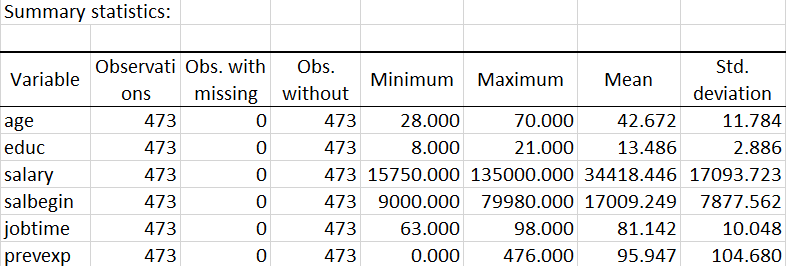 Summary statistics:
Variable Observati ons Obs. with missing Obs. without Minimum Maximum Mean Std. deviation
age 473 0 473 28.000 70.000 42.672 11.784
educ 473 0 473 8.000 21.000 13.486 2.886
salary 473 0 473 15750.000 135000.000 34418.446 17093.723
salbegin 473 0 473 9000.000 79980.000 17009.249 7877.562
jobtime 473 0 473 63.000 98.000 81.142 10.048
prevexp 473 0 473 0.000 476.000 95.947 104.680